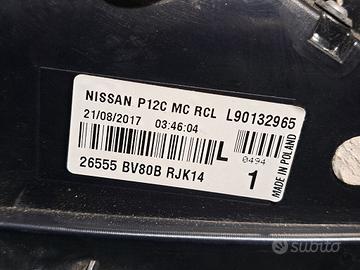 NISSAN P12C MC RCL L90132965
21/08/2017 03:46:04
L
0494
26555 BV80B RJK14
1
MADE IN POLAND
subito